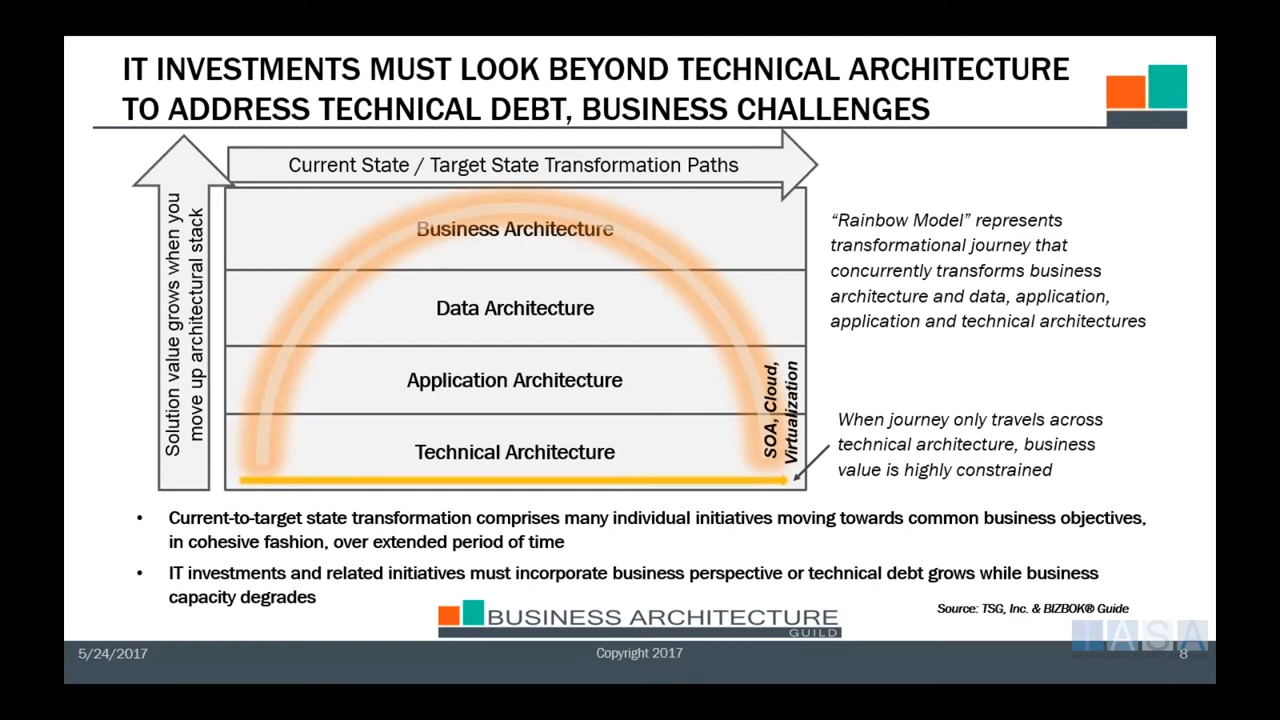 IT INVESTMENTS MUST LOOK BEYOND TECHNICAL ARCHITECTURE
TO ADDRESS TECHNICAL DEBT, BUSINESS CHALLENGES
Current State / Target State Transformation Paths
Solution value grows when you
move up architectural stack
Business Architecture
Data Architecture
Application Architecture
Technical Architecture
SOA, Cloud,
Virtualization
“Rainbow Model” represents
transformational journey that
concurrently transforms business
architecture and data, application,
application and technical architectures
When journey only travels across
technical architecture, business
value is highly constrained
• Current-to-target state transformation comprises many individual initiatives moving towards common business objectives,
in cohesive fashion, over extended period of time
• IT investments and related initiatives must incorporate business perspective or technical debt grows while business
capacity degrades
Source: TSG, Inc. & BIZBOK® Guide
BUSINESS ARCHITECTURE
GUILD
IASA
5/24/2017
Copyright 2017
8